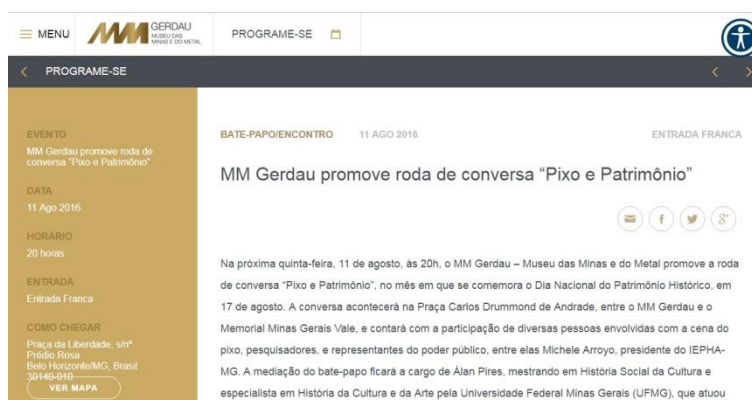 MENU
GERDAU
MUSEU DAS
MINAS E DO METAL
PROGRAME-SE
PROGRAME-SE
EVENTO
MM Gerdau promove roda de
conversa "Pixo e Patrimônio"
DATA
11 Ago 2016
HORÁRIO
20 horas
ENTRADA
Entrada Franca
COMO CHEGAR
Praça da Liberdade, s/nº
Prédio Rosa
Belo Horizonte/MG, Brasil
30140-010
VER MAPA
BATE-PAPO/ENCONTRO 11 AGO 2016 ENTRADA FRANCA
MM Gerdau promove roda de conversa “Pixo e Patrimônio”
Na próxima quinta-feira, 11 de agosto, às 20h, o MM Gerdau – Museu das Minas e do Metal promove a roda
de conversa “Pixo e Patrimônio”, no mês em que se comemora o Dia Nacional do Patrimônio Histórico, em
17 de agosto. A conversa acontecerá na Praça Carlos Drummond de Andrade, entre o MM Gerdau e o
Memorial Minas Gerais Vale, e contará com a participação de diversas pessoas envolvidas com a cena do
pixo, pesquisadores, e representantes do poder público, entre elas Michele Arroyo, presidente do IEPHA-
MG. A mediação do bate-papo ficará a cargo de Álan Pires, mestrando em História Social da Cultura e
especialista em História da Cultura e da Arte pela Universidade Federal Minas Gerais (UFMG), que atuou